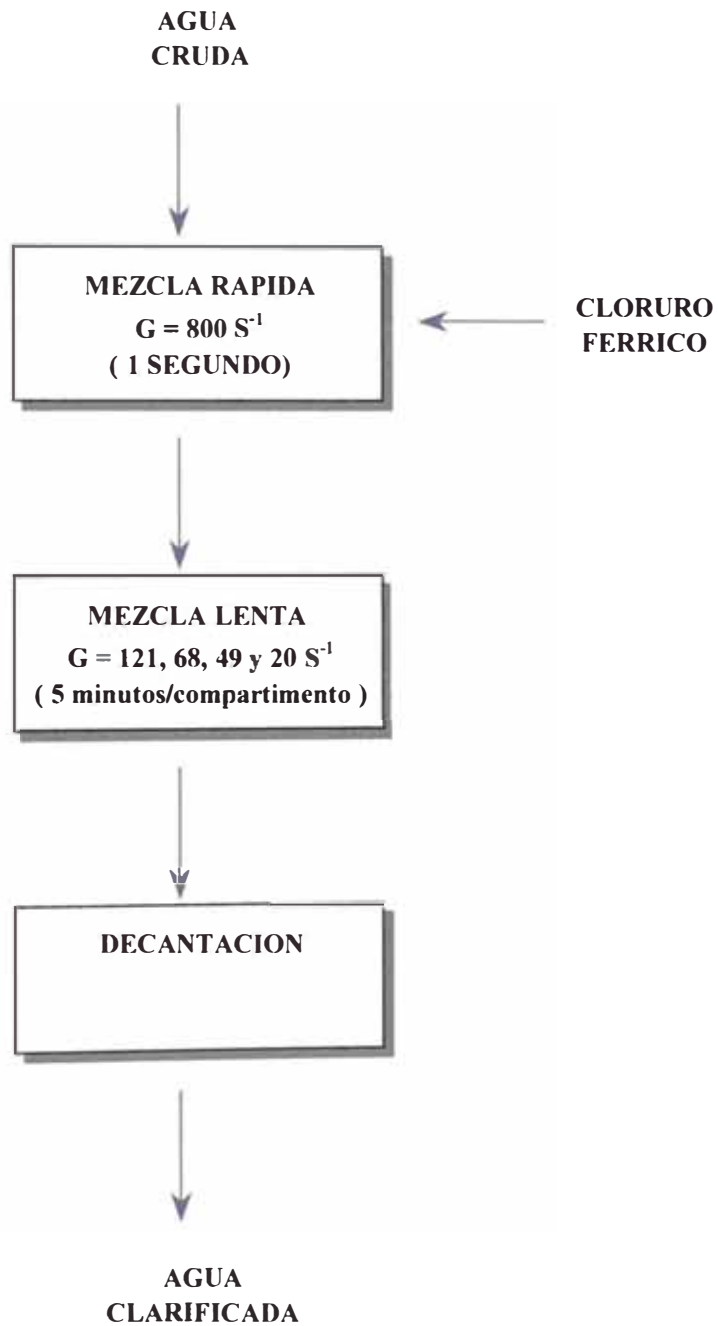 AGUA
CRUDA
MEZCLA RAPIDA
G = 800 S⁻¹
( 1 SEGUNDO)
CLORURO
FERRICO
MEZCLA LENTA
G = 121, 68, 49 y 20 S⁻¹
( 5 minutos/compartimento )
DECANTACION
AGUA
CLARIFICADA